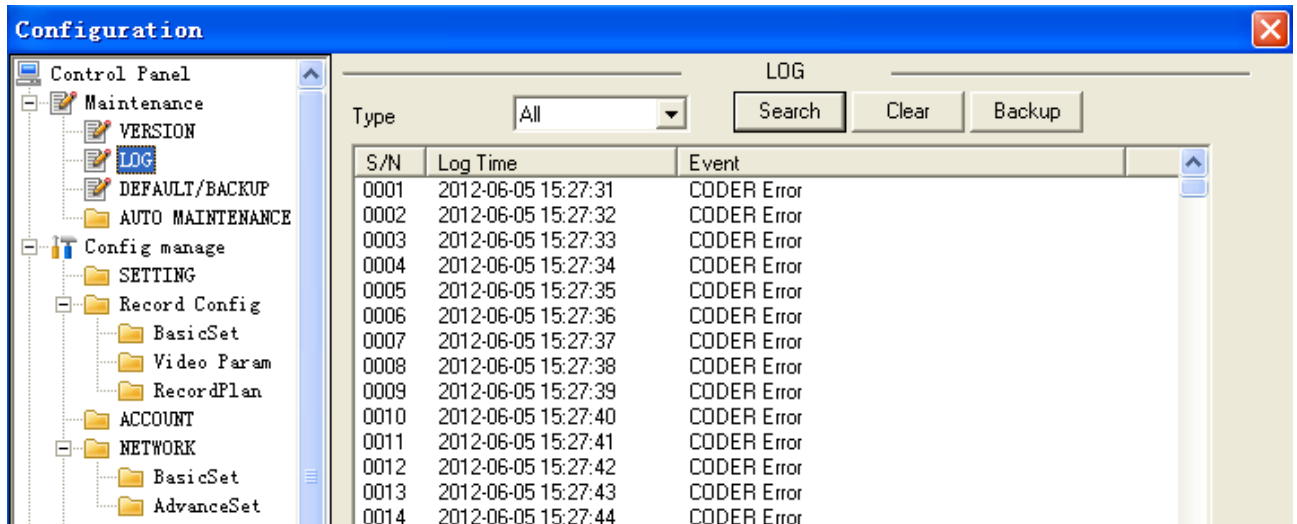 Configuration
Control Panel
Maintenance
VERSION
LOG
DEFAULT/BACKUP
AUTO MAINTENANCE
Config manage
SETTING
Record Config
BasicSet
Video Param
RecordPlan
ACCOUNT
NETWORK
BasicSet
AdvanceSet
LOG
Type All Search Clear Backup
S/N Log Time Event
0001 2012-06-05 15:27:31 CODER Error
0002 2012-06-05 15:27:32 CODER Error
0003 2012-06-05 15:27:33 CODER Error
0004 2012-06-05 15:27:34 CODER Error
0005 2012-06-05 15:27:35 CODER Error
0006 2012-06-05 15:27:36 CODER Error
0007 2012-06-05 15:27:37 CODER Error
0008 2012-06-05 15:27:38 CODER Error
0009 2012-06-05 15:27:39 CODER Error
0010 2012-06-05 15:27:40 CODER Error
0011 2012-06-05 15:27:41 CODER Error
0012 2012-06-05 15:27:42 CODER Error
0013 2012-06-05 15:27:43 CODER Error
0014 2012-06-05 15:27:44 CODER Error